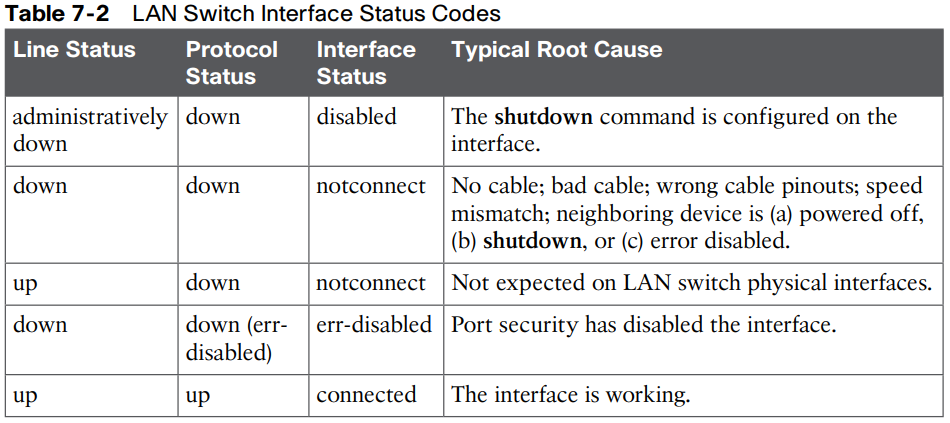 Table 7-2 LAN Switch Interface Status Codes
Line Status Protocol Status Interface Status Typical Root Cause
administratively down down disabled The shutdown command is configured on the interface.
down down notconnect No cable; bad cable; wrong cable pinouts; speed mismatch; neighboring device is (a) powered off, (b) shutdown, or (c) error disabled.
up down notconnect Not expected on LAN switch physical interfaces.
down down (err-disabled) err-disabled Port security has disabled the interface.
up up connected The interface is working.